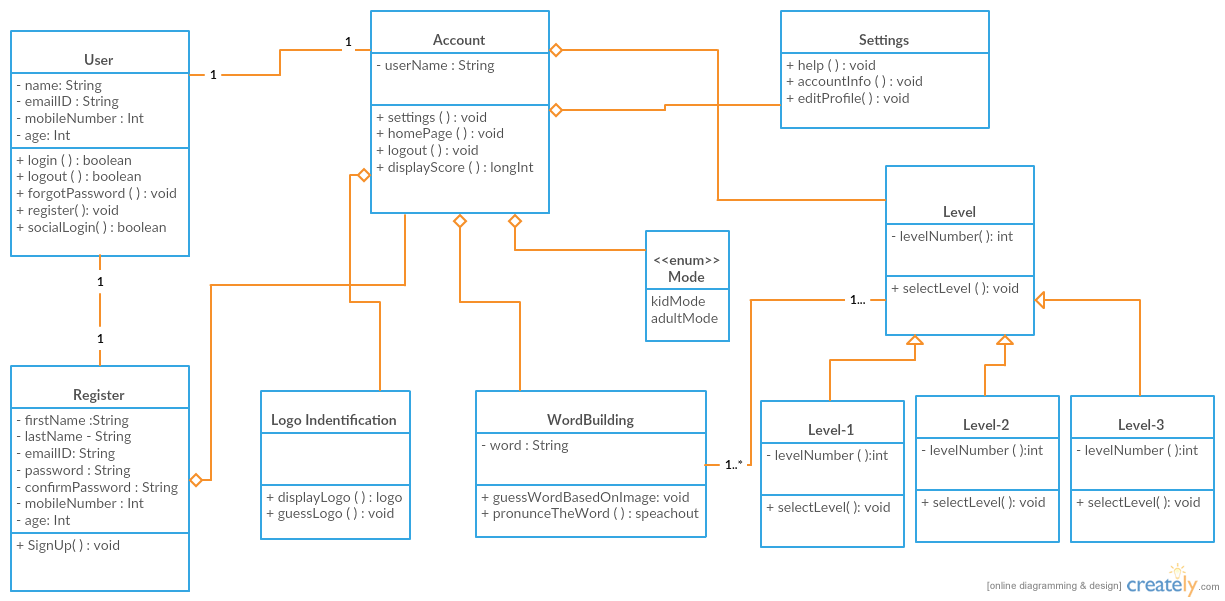 User
- name: String
- emailID : String
- mobileNumber : Int
- age: Int
+ login ( ) : boolean
+ logout ( ) : boolean
+ forgotPassword ( ) : void
+ register( ): void
+ socialLogin( ) : boolean
1
1
Account
- userName : String
+ settings ( ) : void
+ homePage ( ) : void
+ logout ( ) : void
+ displayScore ( ) : longInt
Settings
+ help ( ) : void
+ accountInfo ( ) : void
+ editProfile( ) : void
Level
- levelNumber( ): int
+ selectLevel ( ): void
<<enum>>
Mode
kidMode
adultMode
1
1
1...
1..*
Register
- firstName :String
- lastName - String
- emailID: String
- password : String
- confirmPassword : String
- mobileNumber : Int
- age: Int
+ SignUp( ) : void
Logo Indentification
+ displayLogo ( ) : logo
+ guessLogo ( ) : void
WordBuilding
- word : String
+ guessWordBasedOnImage: void
+ pronunceTheWord ( ) : speachout
Level-1
- levelNumber ( ):int
+ selectLevel( ): void
Level-2
- levelNumber ( ):int
+ selectLevel( ): void
Level-3
- levelNumber ( ):int
+ selectLevel( ): void
[online diagramming & design] creately.com